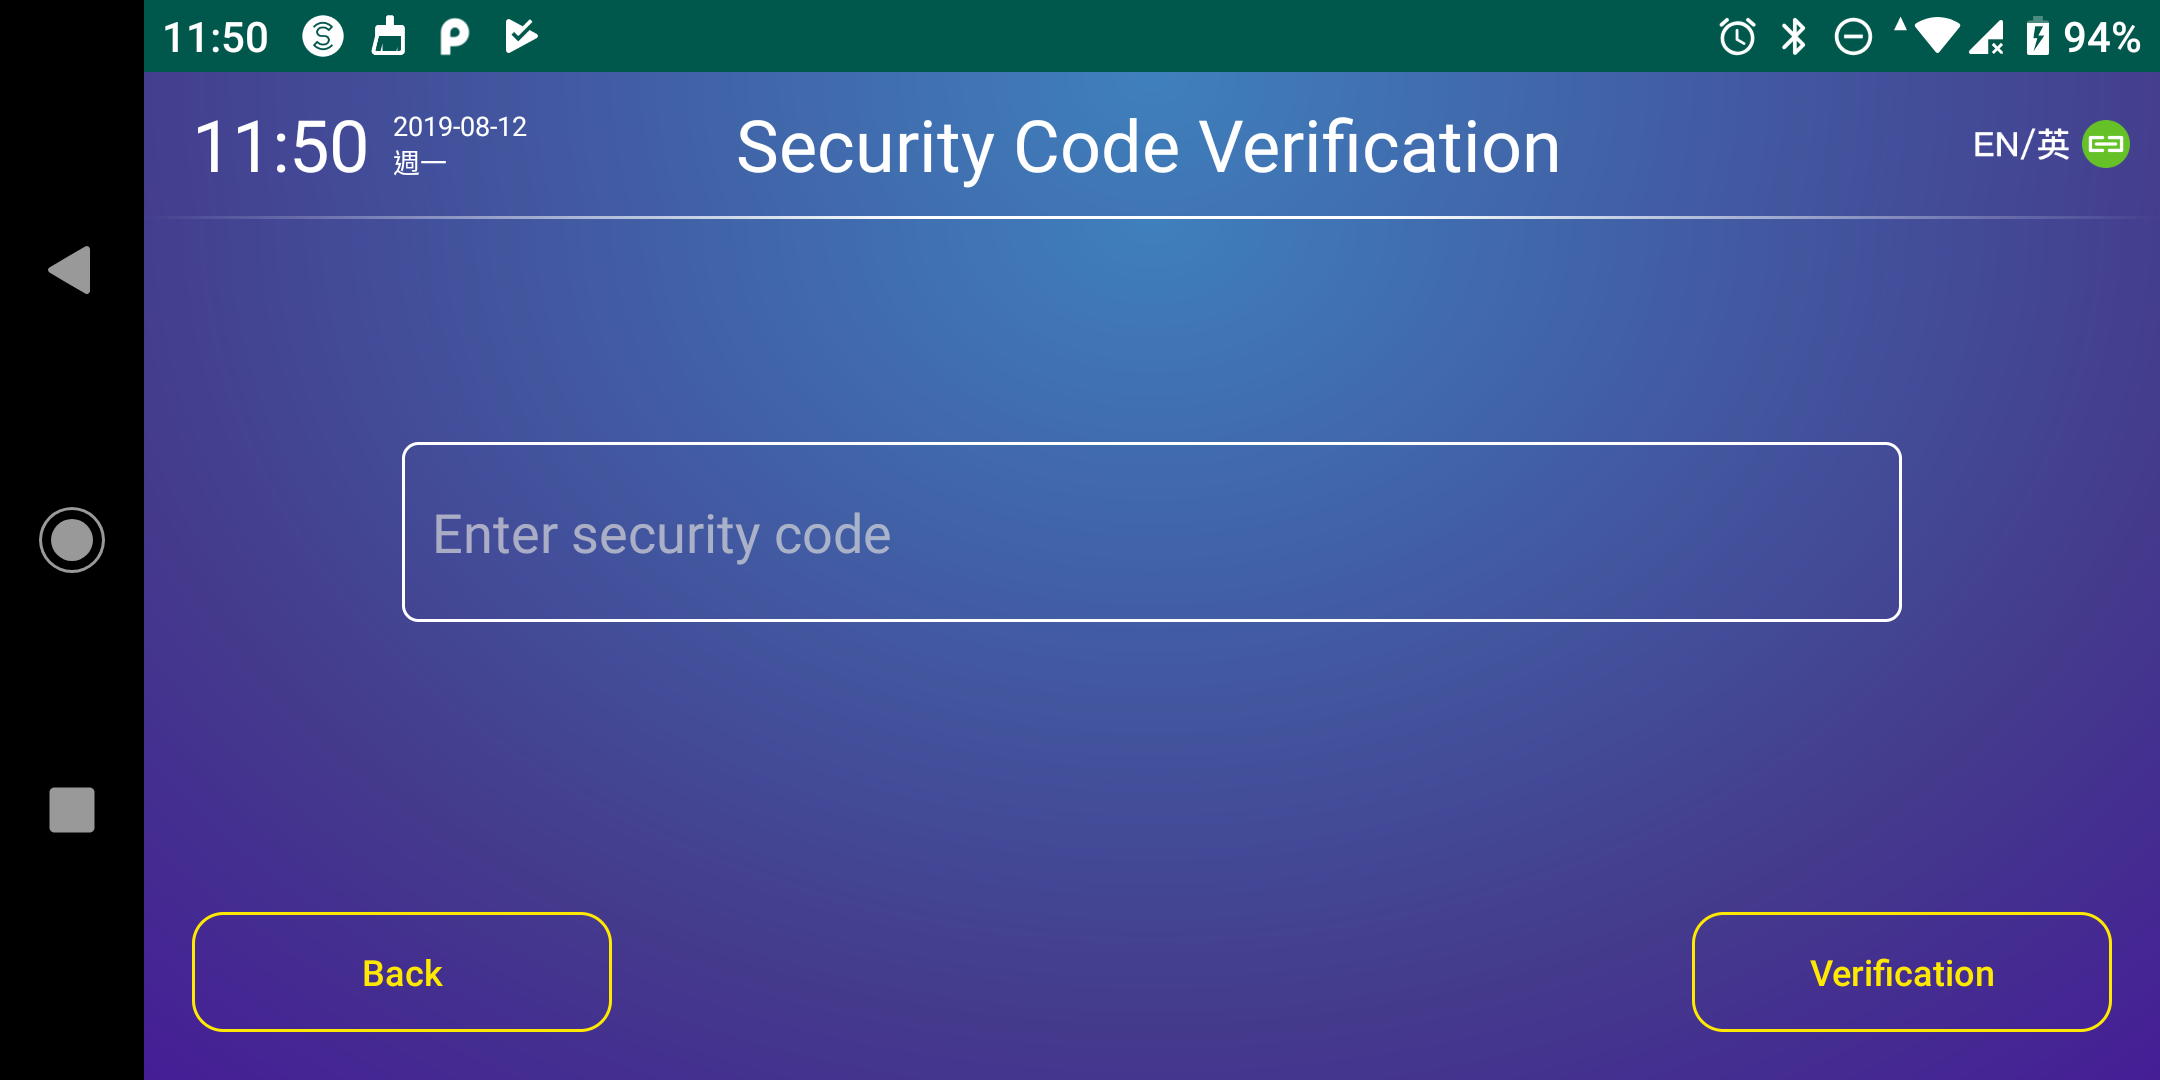 11:50
94%
11:50
2019-08-12
週一
Security Code Verification
EN/英
Enter security code
Back
Verification